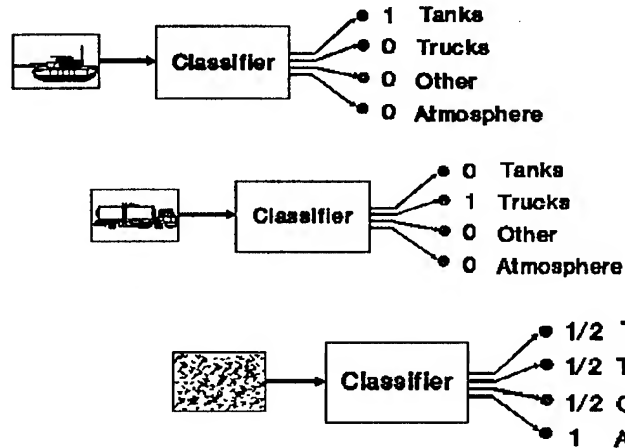 1 Tanks
0 Trucks
Classifier
0 Other
0 Atmosphere
0 Tanks
1 Trucks
Classifier
0 Other
0 Atmosphere
1/2 T
1/2 T
Classifier
1/2 O
1 A